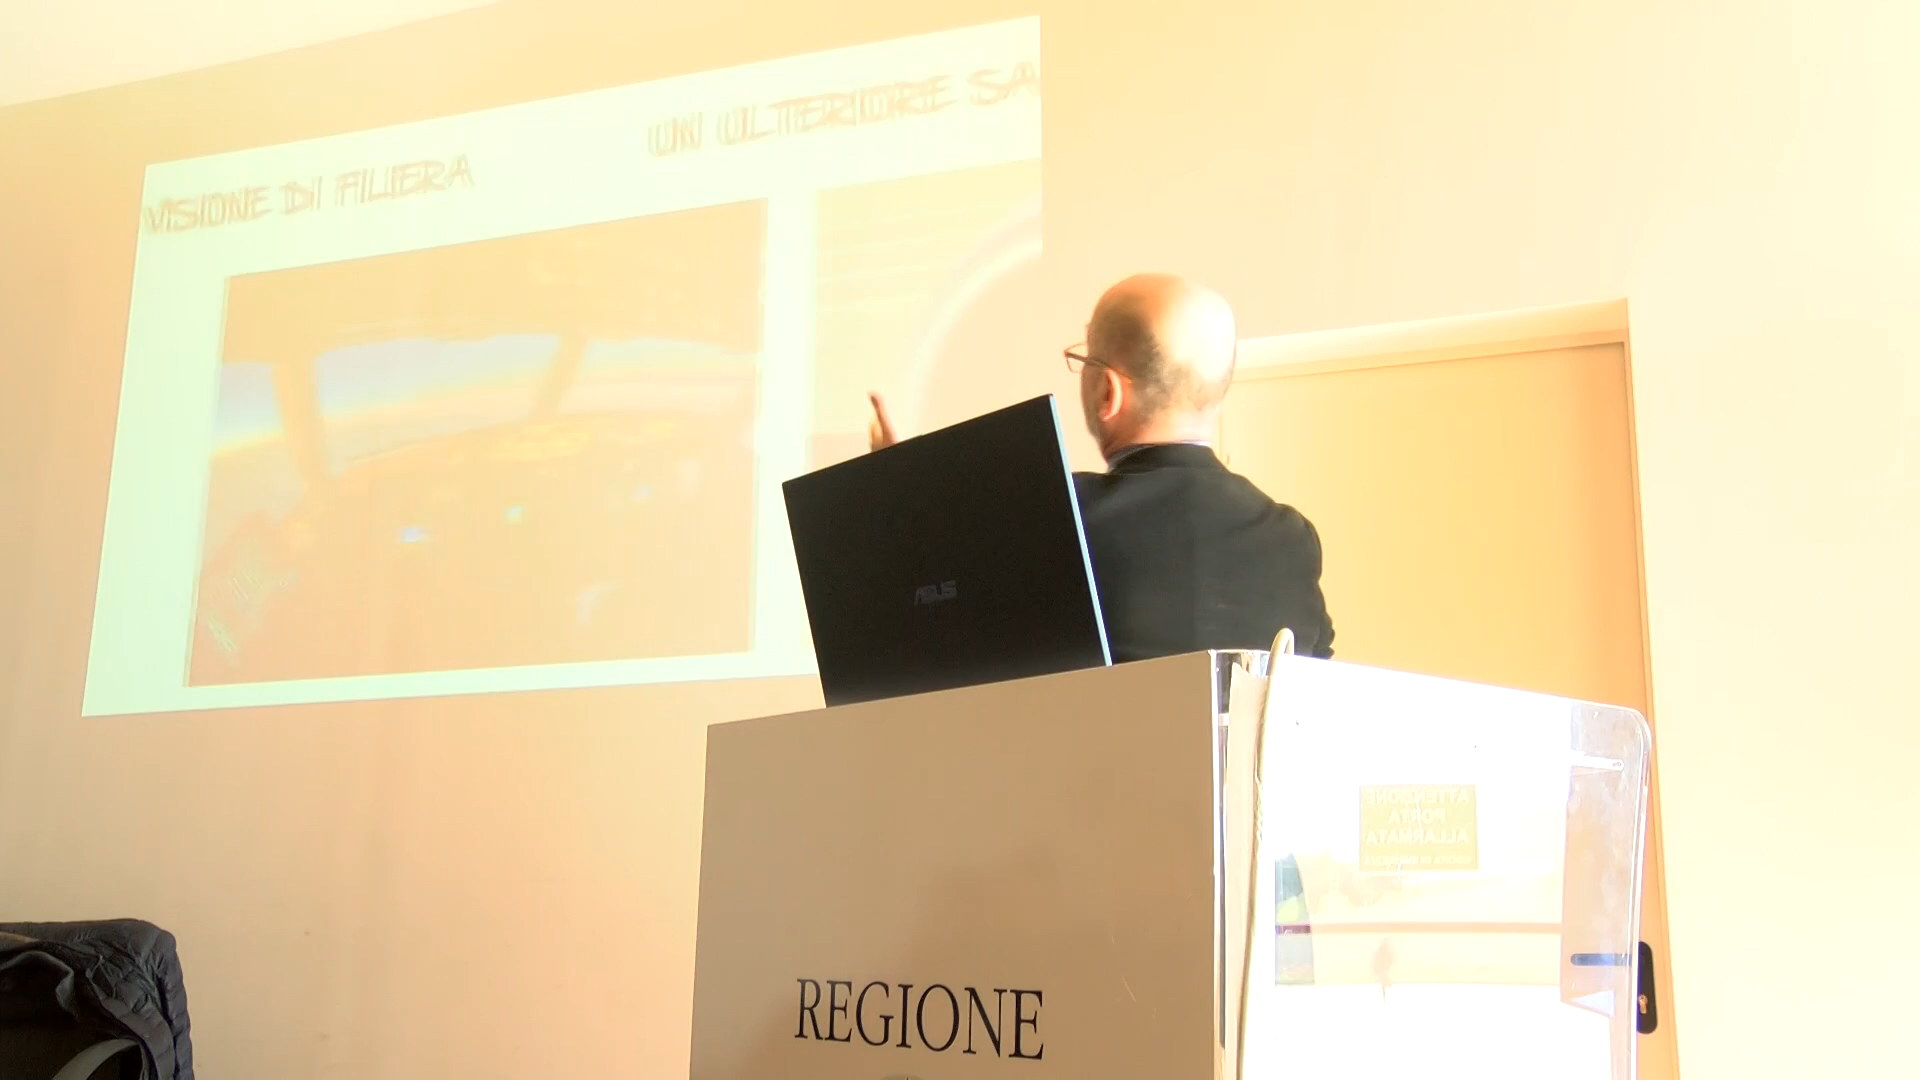 VISIONE DI FILIERA
UN ULTERIORE SA
ASUS
REGIONE
ATTENZIONE
PORTA
ALLARMATA